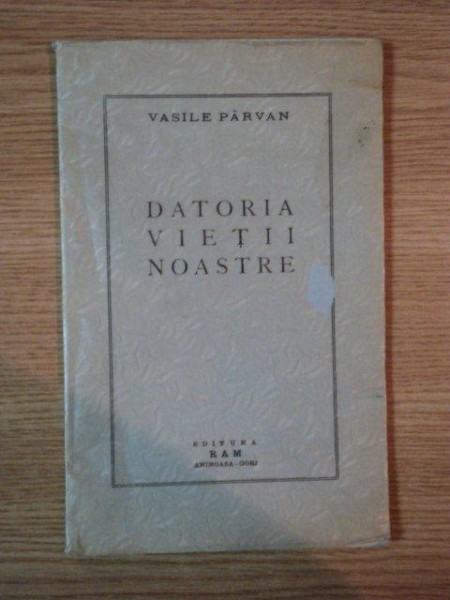 VASILE PÂRVAN
DATORIA
VIEȚII
NOASTRE
EDITURA
RAM
ANINOASA–GORJ